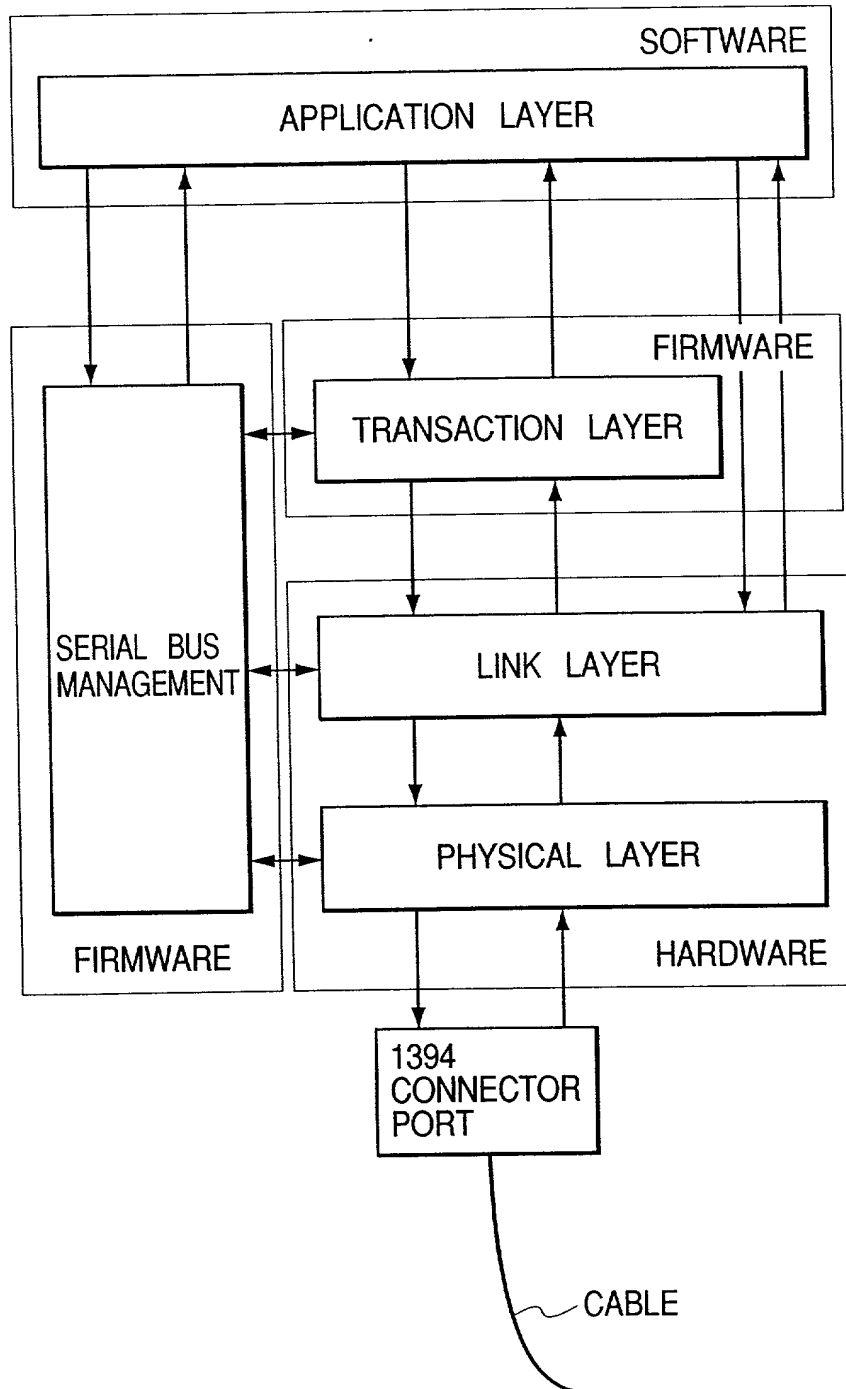 SOFTWARE
APPLICATION LAYER
FIRMWARE
TRANSACTION LAYER
SERIAL BUS
MANAGEMENT
LINK LAYER
PHYSICAL LAYER
FIRMWARE
HARDWARE
1394
CONNECTOR
PORT
CABLE